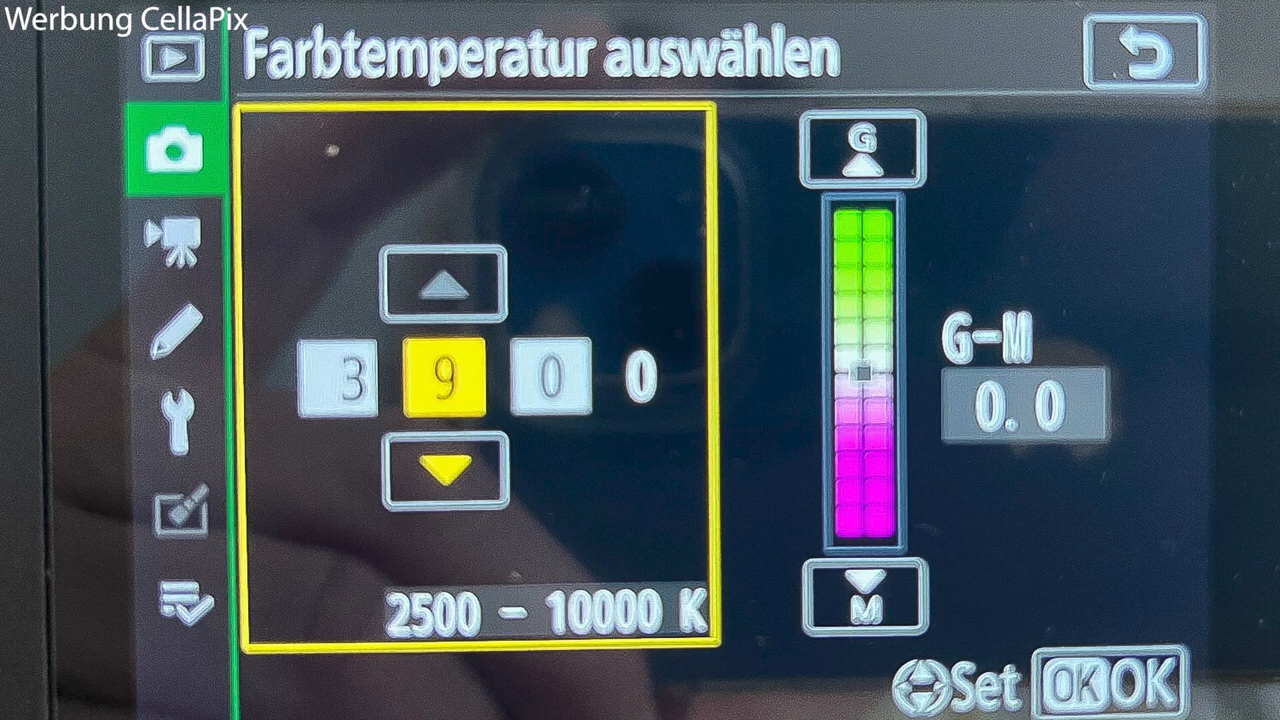 Werbung CellaPix
Farbtemperatur auswählen
G
3 9 0 0
G-M
0.0
2500 - 10000 K
M
Set OK OK